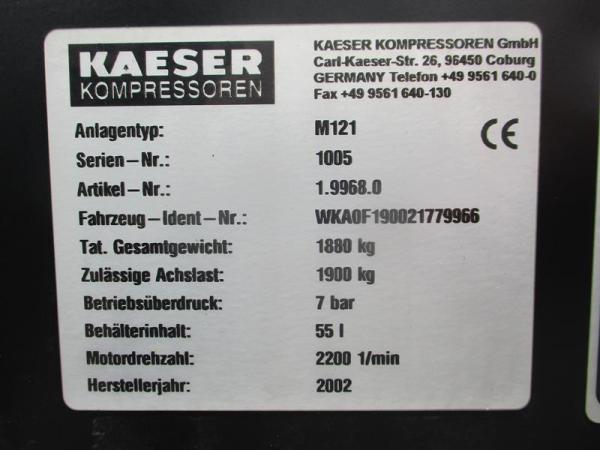 KAESER
KOMPRESSOREN
KAESER KOMPRESSOREN GmbH
Carl-Kaeser-Str. 26, 96450 Coburg
GERMANY Telefon +49 9561 640-0
Fax +49 9561 640-130
CE
Anlagentyp: M121
Serien-Nr.: 1005
Artikel-Nr.: 1.9968.0
Fahrzeug-Ident-Nr.: WKA0F190021779966
Tat. Gesamtgewicht: 1880 kg
Zulässige Achslast: 1900 kg
Betriebsüberdruck: 7 bar
Behälterinhalt: 55 l
Motordrehzahl: 2200 1/min
Herstellerjahr: 2002